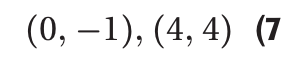 (0, −1), (4, 4) (7